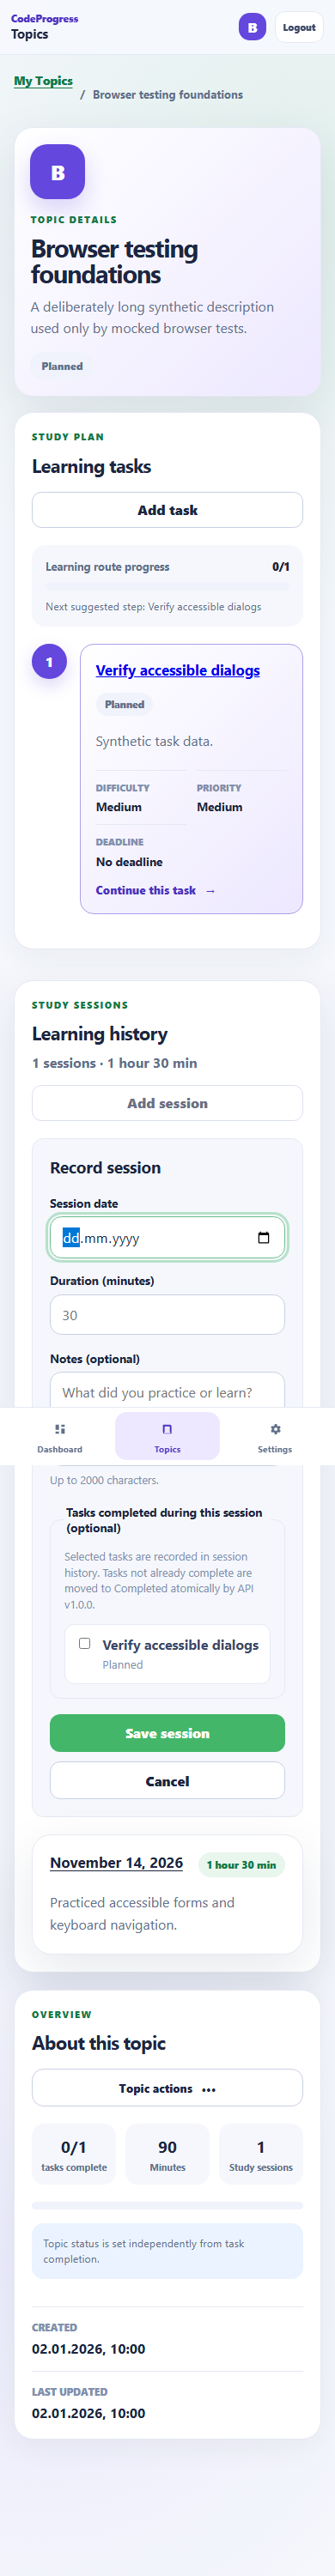 CodeProgress
Topics
B
Logout
My Topics
/ Browser testing foundations
B
TOPIC DETAILS
Browser testing
foundations
A deliberately long synthetic description
used only by mocked browser tests.
Planned
STUDY PLAN
Learning tasks
Add task
Learning route progress 0/1
Next suggested step: Verify accessible dialogs
1
Verify accessible dialogs
Planned
Synthetic task data.
DIFFICULTY PRIORITY
Medium Medium
DEADLINE
No deadline
Continue this task →
STUDY SESSIONS
Learning history
1 sessions · 1 hour 30 min
Add session
Record session
Session date
dd.mm.yyyy
Duration (minutes)
30
Notes (optional)
What did you practice or learn?
Dashboard Topics Settings
Up to 2000 characters.
Tasks completed during this session
(optional)
Selected tasks are recorded in session
history. Tasks not already complete are
moved to Completed atomically by API
v1.0.0.
Verify accessible dialogs
Planned
Save session
Cancel
November 14, 2026 1 hour 30 min
Practiced accessible forms and
keyboard navigation.
OVERVIEW
About this topic
Topic actions •••
0/1 90 1
tasks complete Minutes Study sessions
Topic status is set independently from task
completion.
CREATED
02.01.2026, 10:00
LAST UPDATED
02.01.2026, 10:00